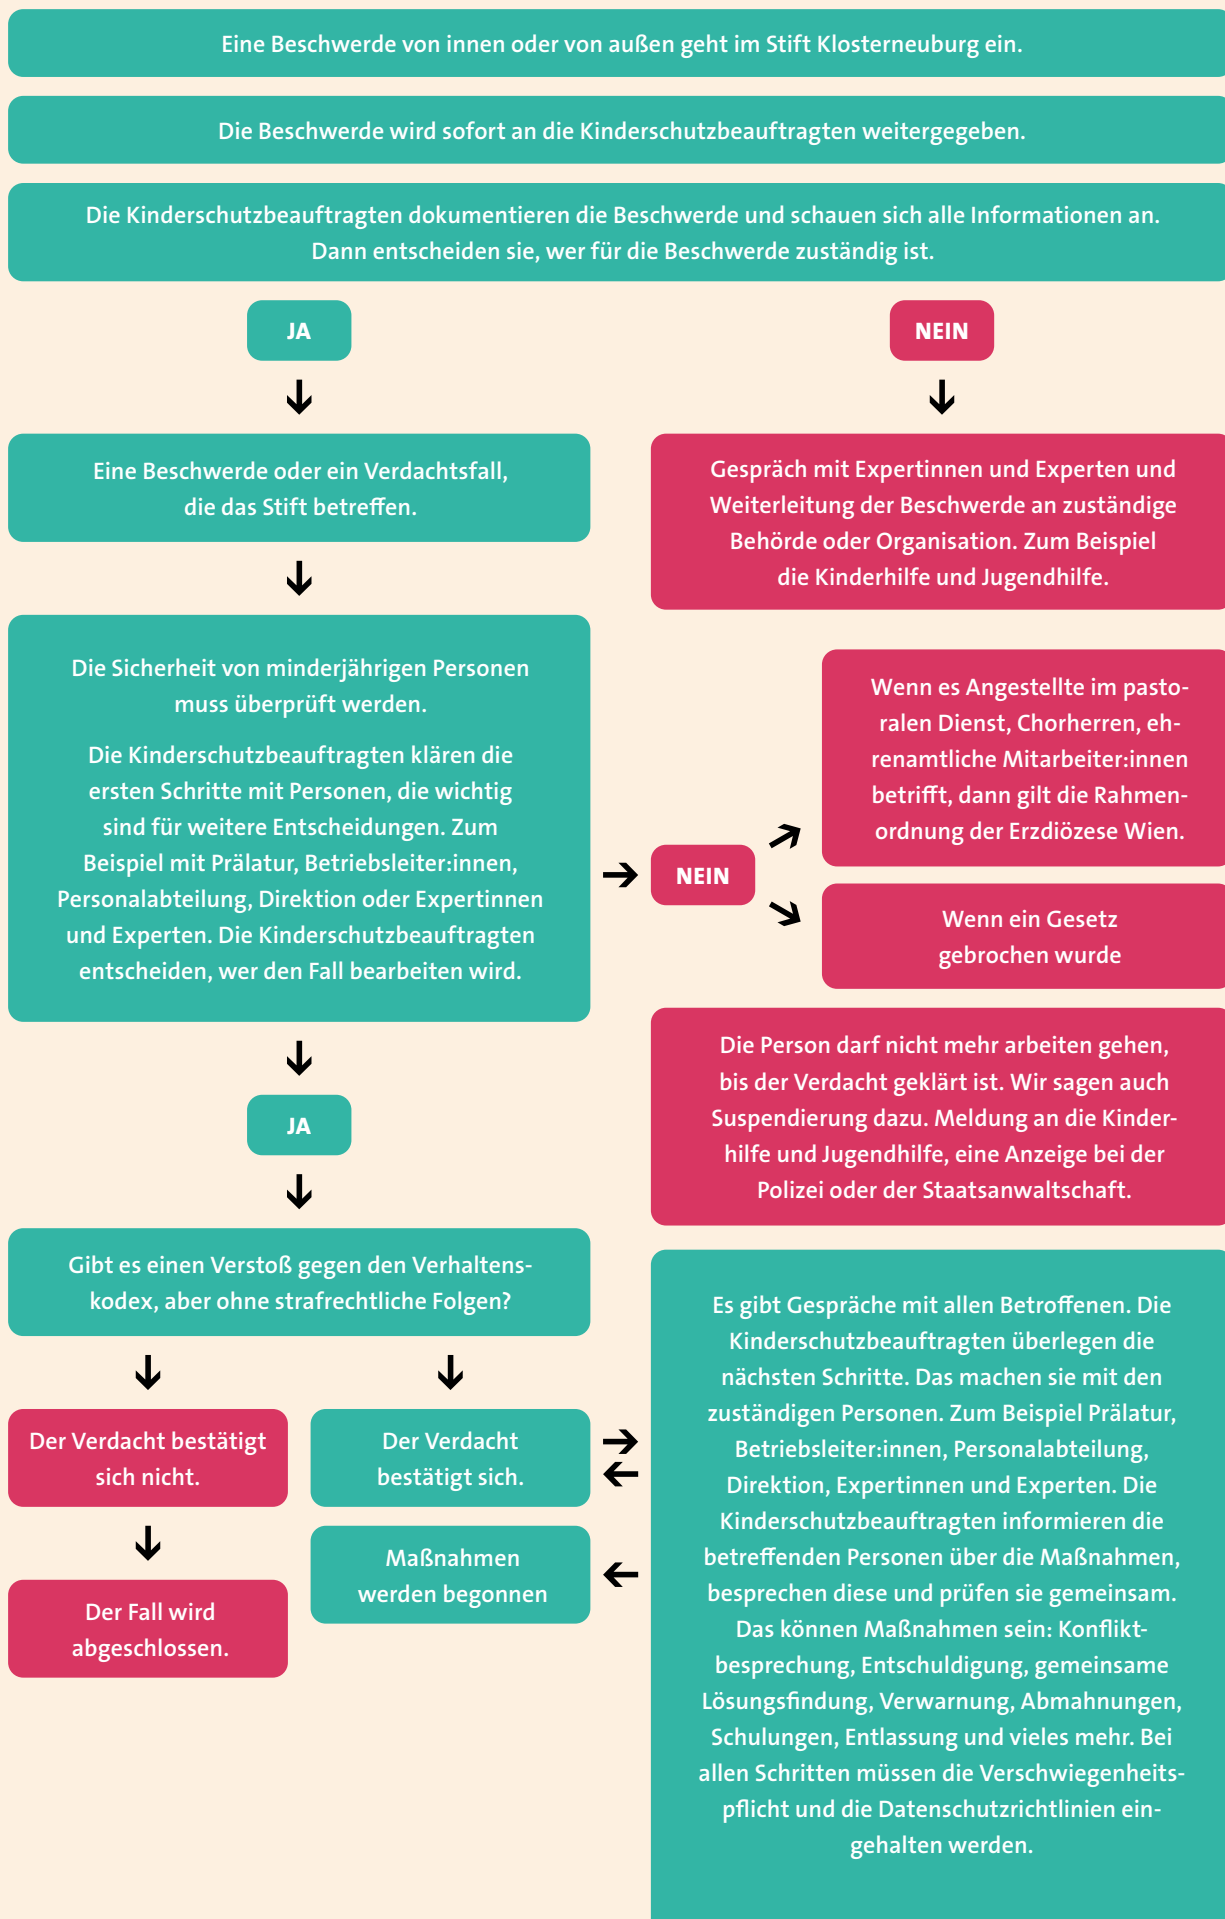 Eine Beschwerde von innen oder von außen geht im Stift Klosterneuburg ein.
Die Beschwerde wird sofort an die Kinderschutzbeauftragten weitergegeben.
Die Kinderschutzbeauftragten dokumentieren die Beschwerde und schauen sich alle Informationen an.
Dann entscheiden sie, wer für die Beschwerde zuständig ist.
JA
NEIN
Eine Beschwerde oder ein Verdachtsfall,
die das Stift betreffen.
Gespräch mit Expertinnen und Experten und
Weiterleitung der Beschwerde an zuständige
Behörde oder Organisation. Zum Beispiel
die Kinderhilfe und Jugendhilfe.
Die Sicherheit von minderjährigen Personen
muss überprüft werden.
Die Kinderschutzbeauftragten klären die
ersten Schritte mit Personen, die wichtig
sind für weitere Entscheidungen. Zum
Beispiel mit Prälatur, Betriebsleiter:innen,
Personalabteilung, Direktion oder Expertinnen
und Experten. Die Kinderschutzbeauftragten
entscheiden, wer den Fall bearbeiten wird.
NEIN
Wenn es Angestellte im pasto-
ralen Dienst, Chorherren, eh-
renamtliche Mitarbeiter:innen
betrifft, dann gilt die Rahmen-
ordnung der Erzdiözese Wien.
Wenn ein Gesetz
gebrochen wurde
Die Person darf nicht mehr arbeiten gehen,
bis der Verdacht geklärt ist. Wir sagen auch
Suspendierung dazu. Meldung an die Kinder-
hilfe und Jugendhilfe, eine Anzeige bei der
Polizei oder der Staatsanwaltschaft.
JA
Gibt es einen Verstoß gegen den Verhaltens-
kodex, aber ohne strafrechtliche Folgen?
Der Verdacht bestätigt
sich nicht.
Der Fall wird
abgeschlossen.
Der Verdacht
bestätigt sich.
Maßnahmen
werden begonnen
Es gibt Gespräche mit allen Betroffenen. Die
Kinderschutzbeauftragten überlegen die
nächsten Schritte. Das machen sie mit den
zuständigen Personen. Zum Beispiel Prälatur,
Betriebsleiter:innen, Personalabteilung,
Direktion, Expertinnen und Experten. Die
Kinderschutzbeauftragten informieren die
betreffenden Personen über die Maßnahmen,
besprechen diese und prüfen sie gemeinsam.
Das können Maßnahmen sein: Konflikt-
besprechung, Entschuldigung, gemeinsame
Lösungsfindung, Verwarnung, Abmahnungen,
Schulungen, Entlassung und vieles mehr. Bei
allen Schritten müssen die Verschwiegenheits-
pflicht und die Datenschutzrichtlinien ein-
gehalten werden.